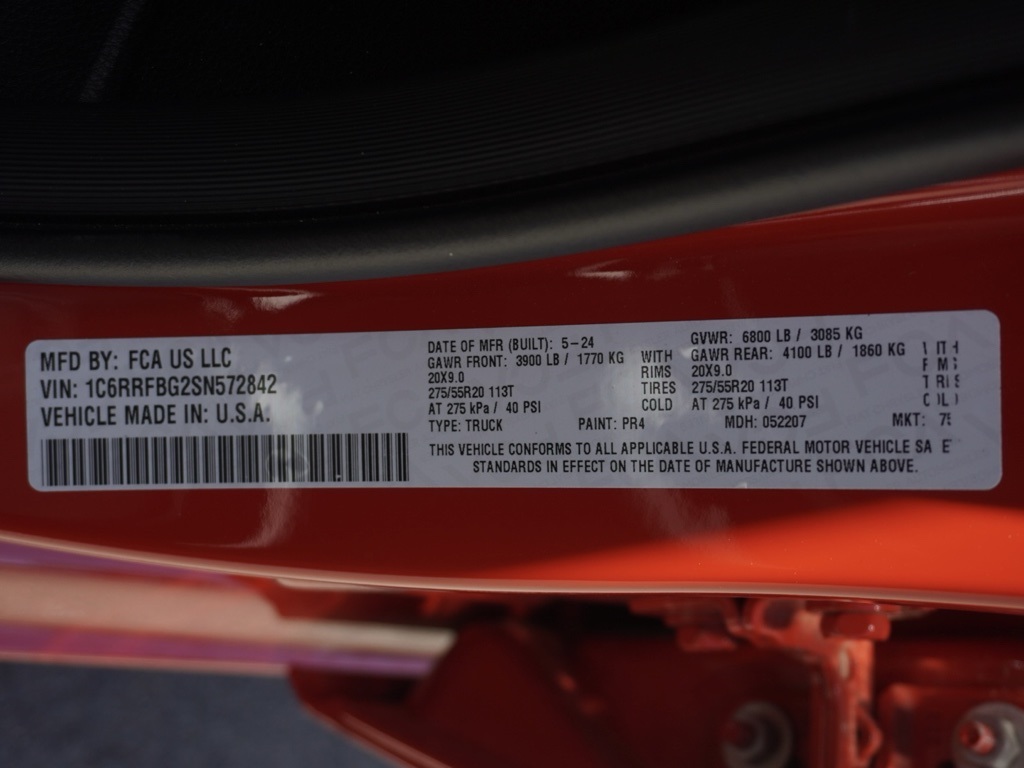 MFD BY: FCA US LLC
VIN: 1C6RRFBG2SN572842
VEHICLE MADE IN: U.S.A.
DATE OF MFR (BUILT): 5-24
GVWR: 6800 LB / 3085 KG
GAWR FRONT: 3900 LB / 1770 KG WITH GAWR REAR: 4100 LB / 1860 KG
20X9.0 RIMS 20X9.0
275/55R20 113T TIRES 275/55R20 113T
AT 275 kPa / 40 PSI COLD AT 275 kPa / 40 PSI
TYPE: TRUCK PAINT: PR4 MDH: 052207 MKT:
THIS VEHICLE CONFORMS TO ALL APPLICABLE U.S.A. FEDERAL MOTOR VEHICLE
STANDARDS IN EFFECT ON THE DATE OF MANUFACTURE SHOWN ABOVE.